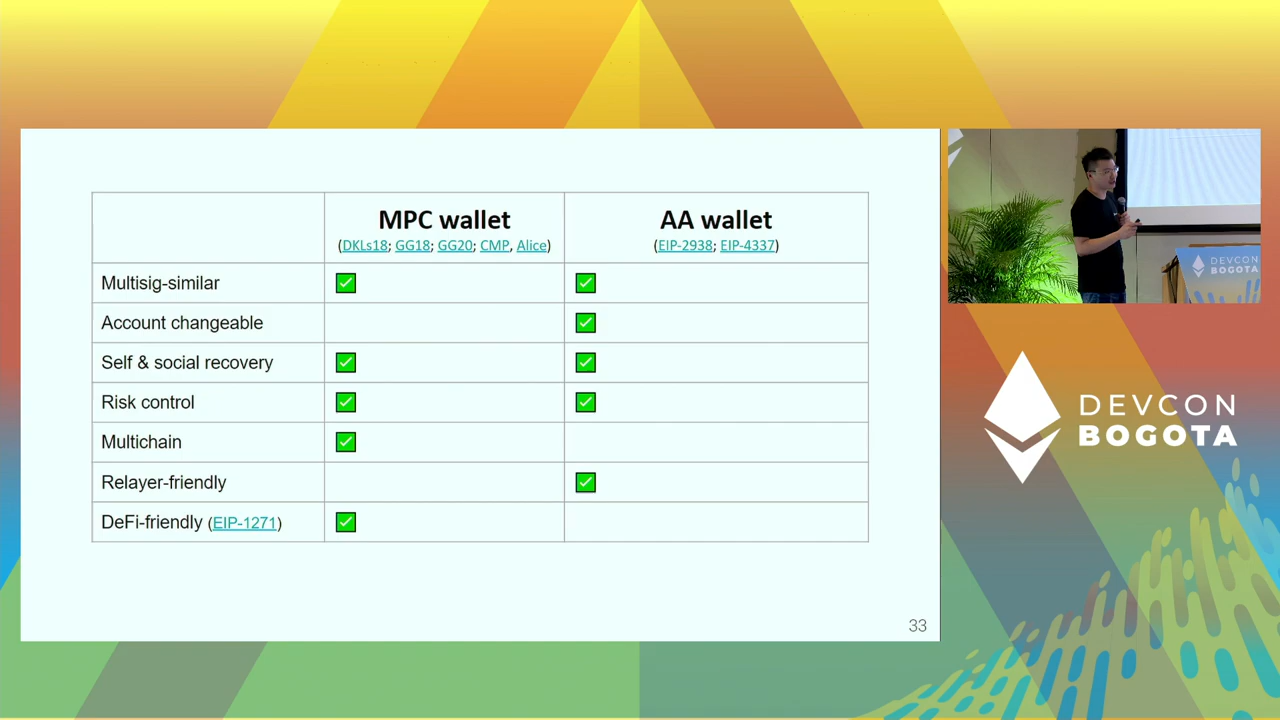 MPC wallet
(DKLs18; GG18; GG20; CMP, Alice)
AA wallet
(EIP-2938; EIP-4337)
Multisig-similar
Account changeable
Self & social recovery
Risk control
Multichain
Relayer-friendly
DeFi-friendly (EIP-1271)
33
DEVCON
BOGOTA
DEVCON
BOGOTA